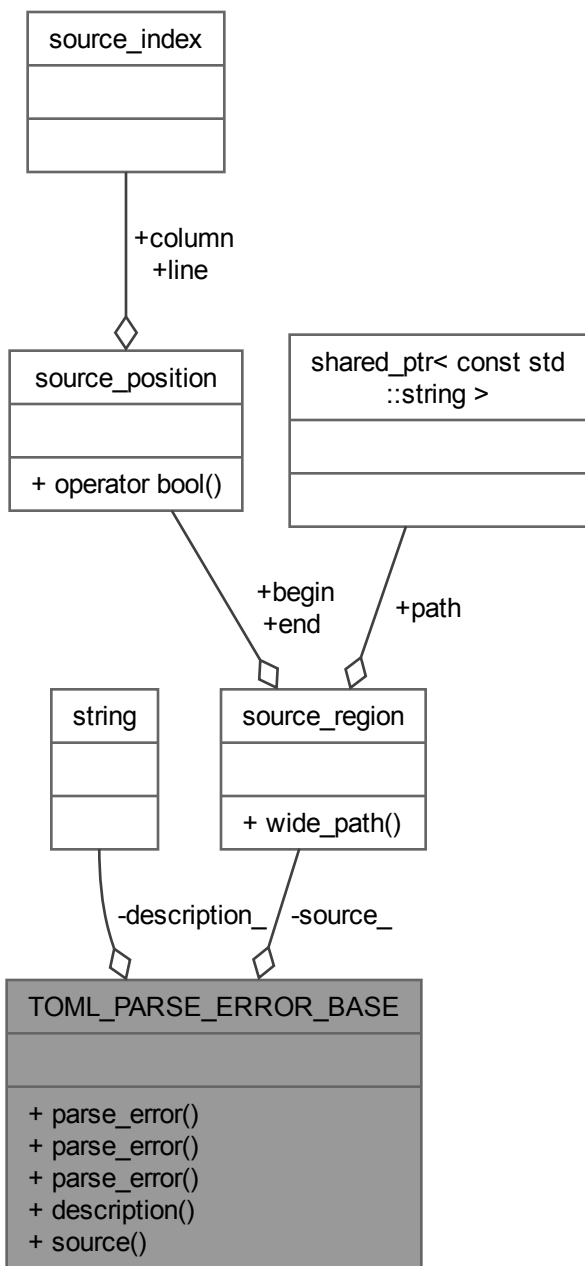 source_index
+column
+line
source_position
+ operator bool()
shared_ptr< const std
::string >
+begin
+end
+path
string
source_region
+ wide_path()
-description_
-source_
TOML_PARSE_ERROR_BASE
+ parse_error()
+ parse_error()
+ parse_error()
+ description()
+ source()